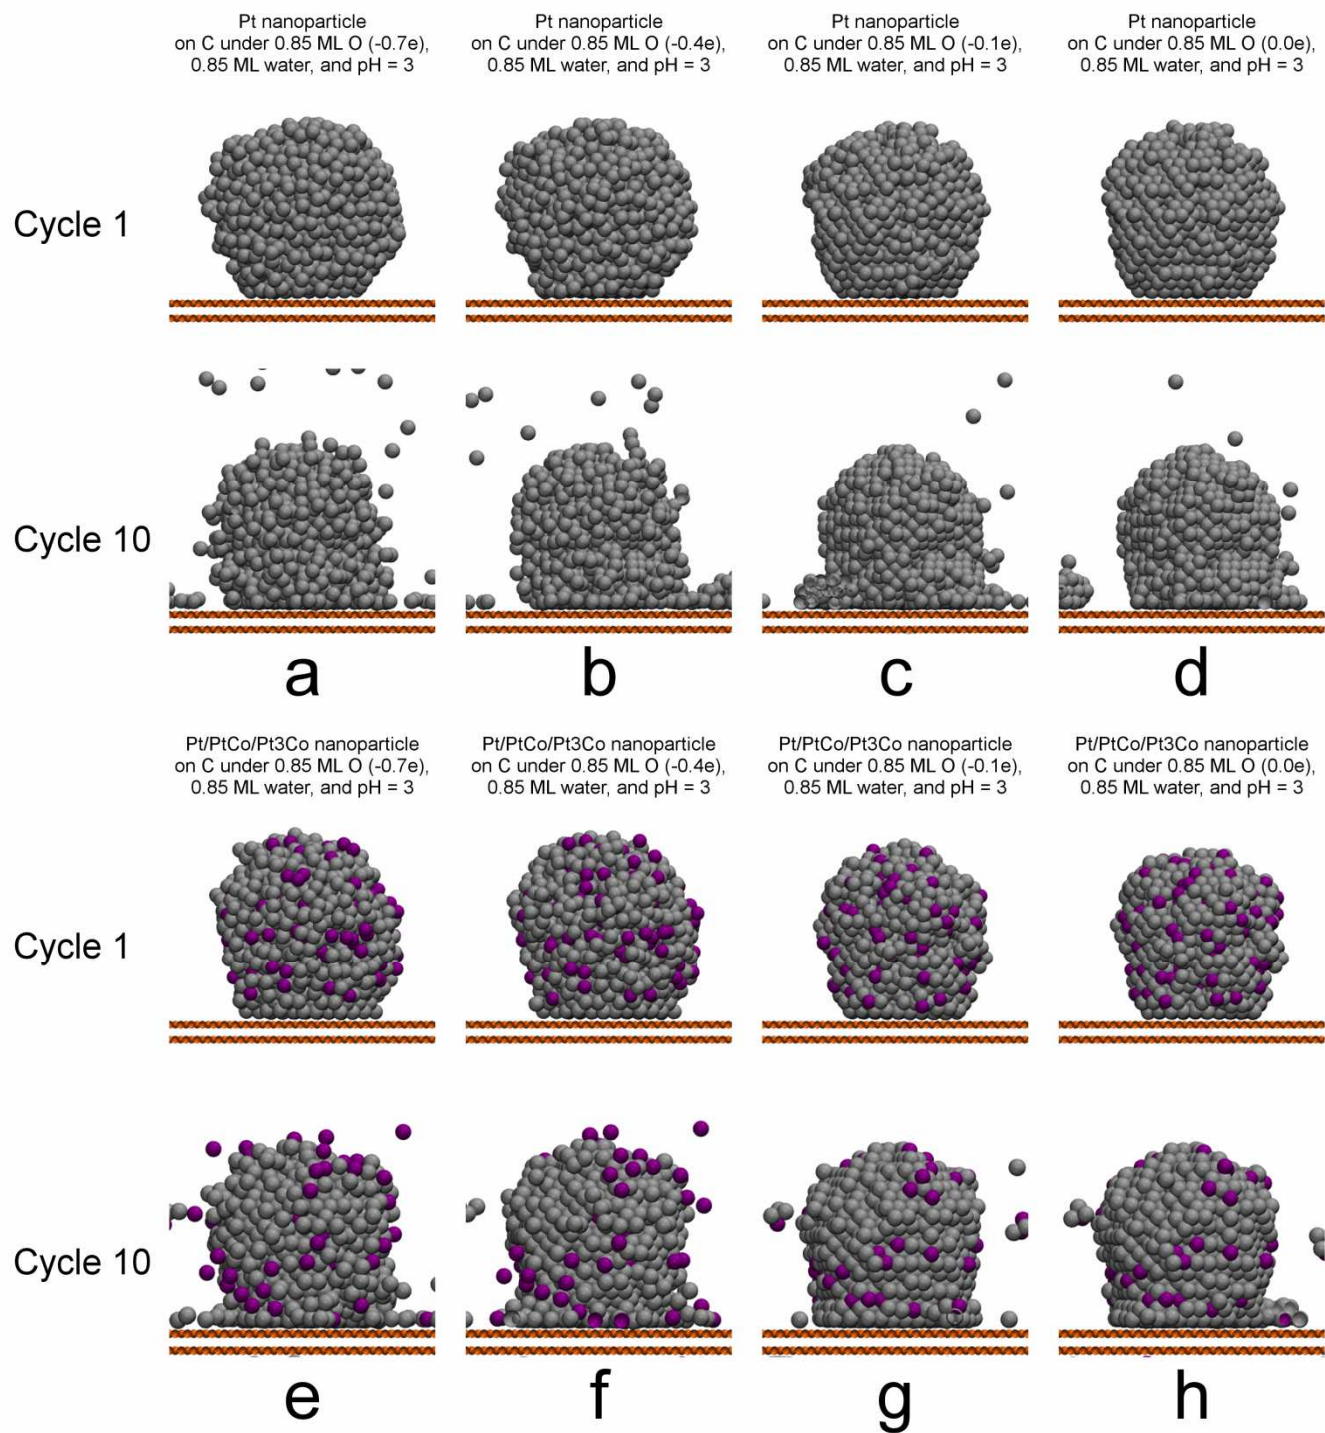 Pt nanoparticle
on C under 0.85 ML O (-0.7e),
0.85 ML water, and pH = 3
Pt nanoparticle
on C under 0.85 ML O (-0.4e),
0.85 ML water, and pH = 3
Pt nanoparticle
on C under 0.85 ML O (-0.1e),
0.85 ML water, and pH = 3
Pt nanoparticle
on C under 0.85 ML O (0.0e),
0.85 ML water, and pH = 3
Cycle 1
Cycle 10
a
b
c
d
Pt/PtCo/Pt3Co nanoparticle
on C under 0.85 ML O (-0.7e),
0.85 ML water, and pH = 3
Pt/PtCo/Pt3Co nanoparticle
on C under 0.85 ML O (-0.4e),
0.85 ML water, and pH = 3
Pt/PtCo/Pt3Co nanoparticle
on C under 0.85 ML O (-0.1e),
0.85 ML water, and pH = 3
Pt/PtCo/Pt3Co nanoparticle
on C under 0.85 ML O (0.0e),
0.85 ML water, and pH = 3
Cycle 1
Cycle 10
e
f
g
h